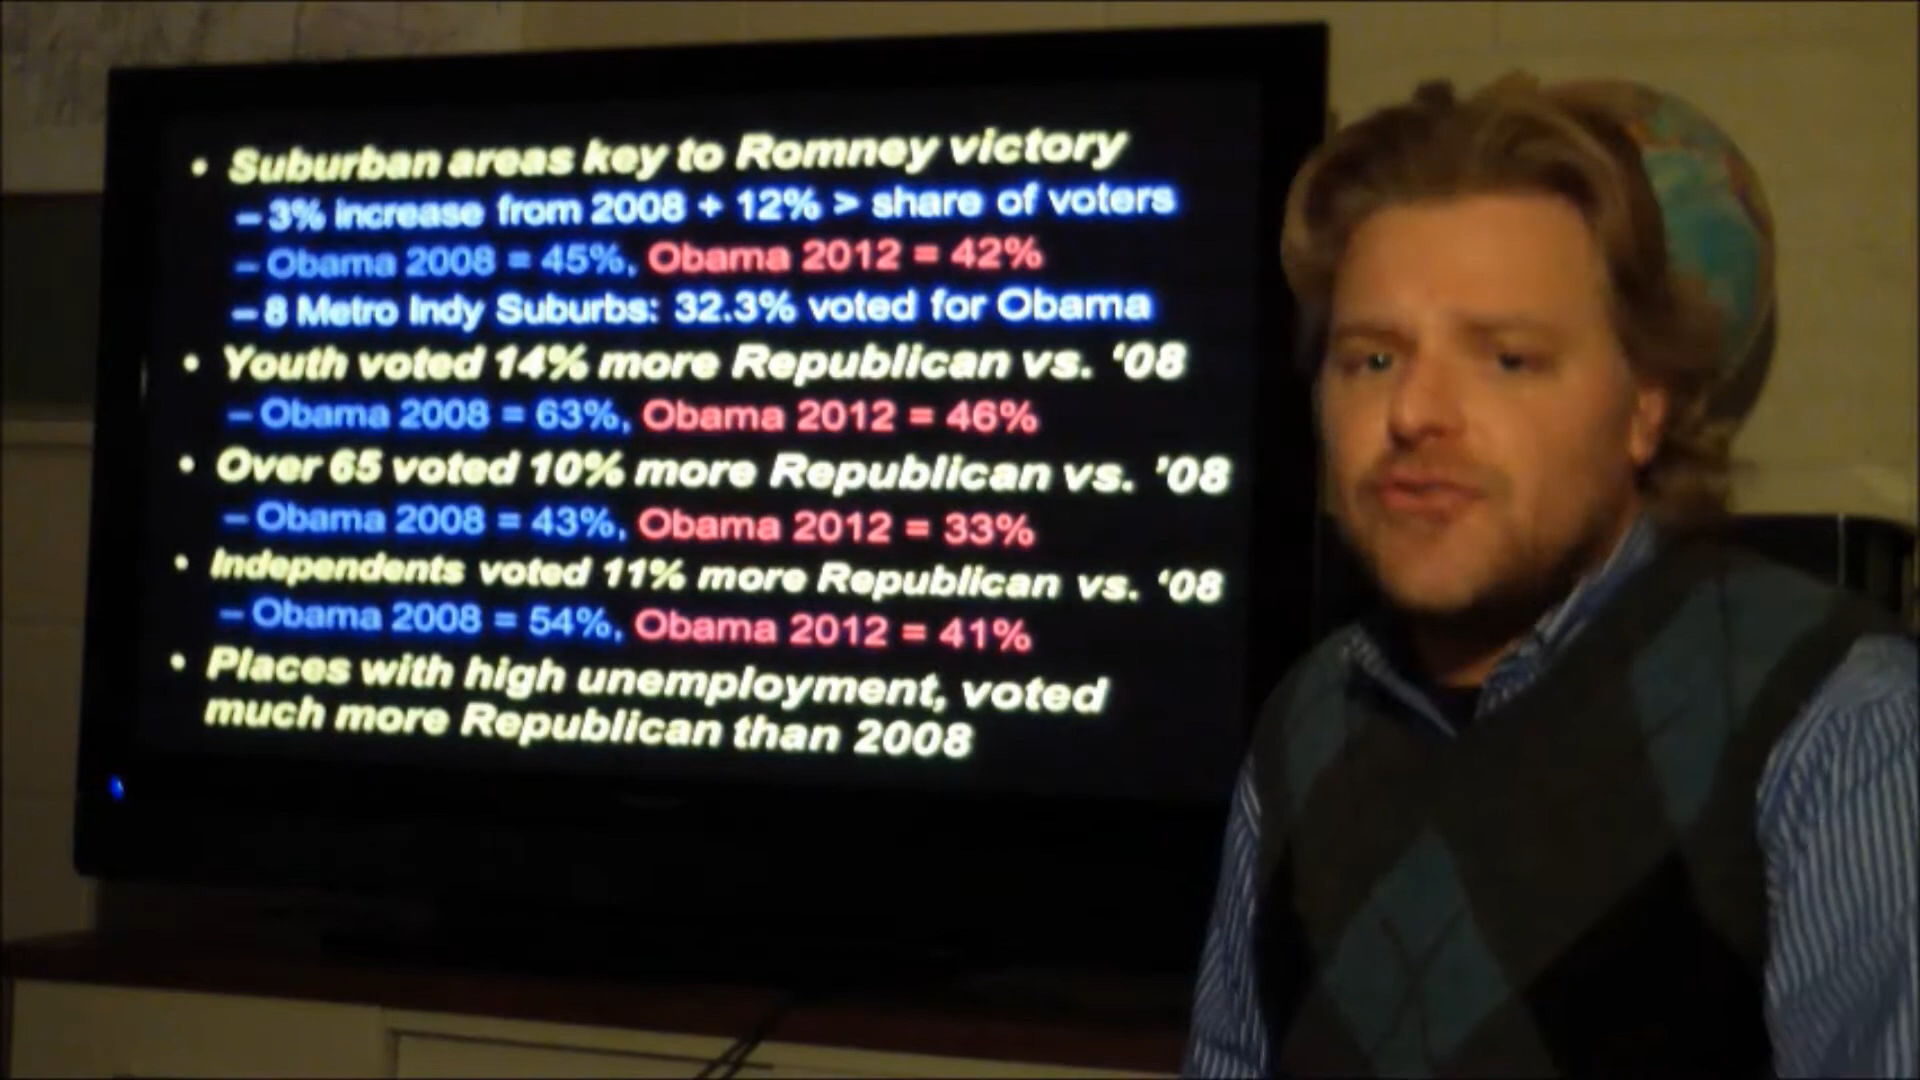 • Suburban areas key to Romney victory
– 3% increase from 2008 + 12% > share of voters
– Obama 2008 = 45%, Obama 2012 = 42%
– 8 Metro Indy Suburbs: 32.3% voted for Obama
• Youth voted 14% more Republican vs. ‘08
– Obama 2008 = 63%, Obama 2012 = 46%
• Over 65 voted 10% more Republican vs. ’08
– Obama 2008 = 43%, Obama 2012 = 33%
• Independents voted 11% more Republican vs. ‘08
– Obama 2008 = 54%, Obama 2012 = 41%
• Places with high unemployment, voted
much more Republican than 2008